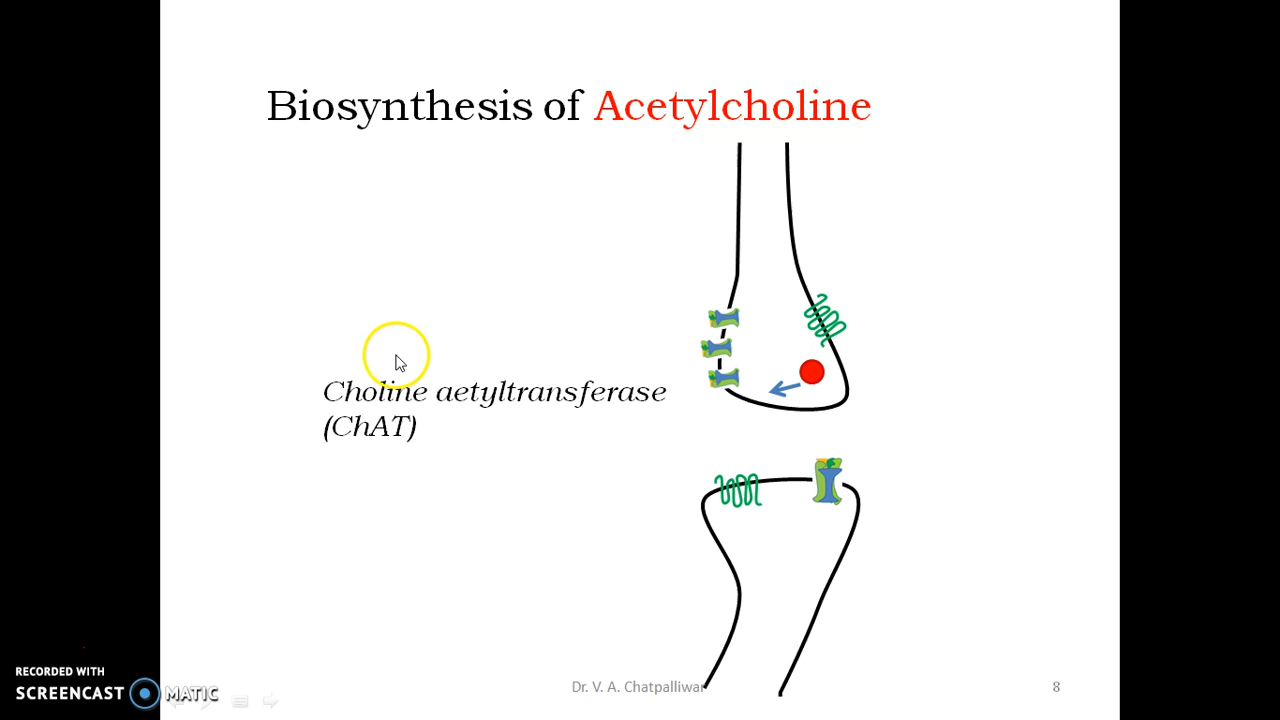 Biosynthesis of Acetylcholine
Choline aetyltransferase
(ChAT)
RECORDED WITH
SCREENCAST MATIC
Dr. V. A. Chatpalliwar
8